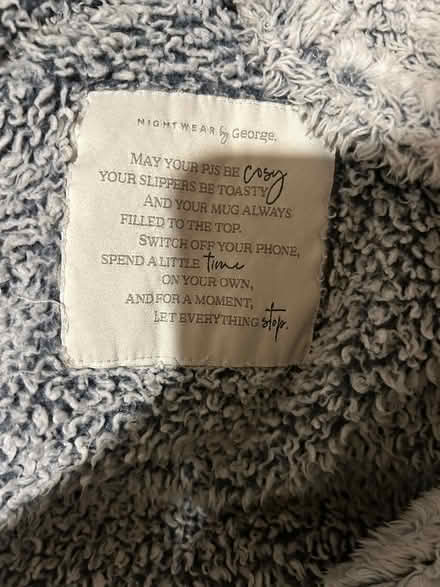 NIGHTWEAR by George.
MAY YOUR PJS BE cosy
YOUR SLIPPERS BE TOASTY
AND YOUR MUG ALWAYS
FILLED TO THE TOP.
SWITCH OFF YOUR PHONE,
SPEND A LITTLE time
ON YOUR OWN,
AND FOR A MOMENT,
LET EVERYTHING stop.